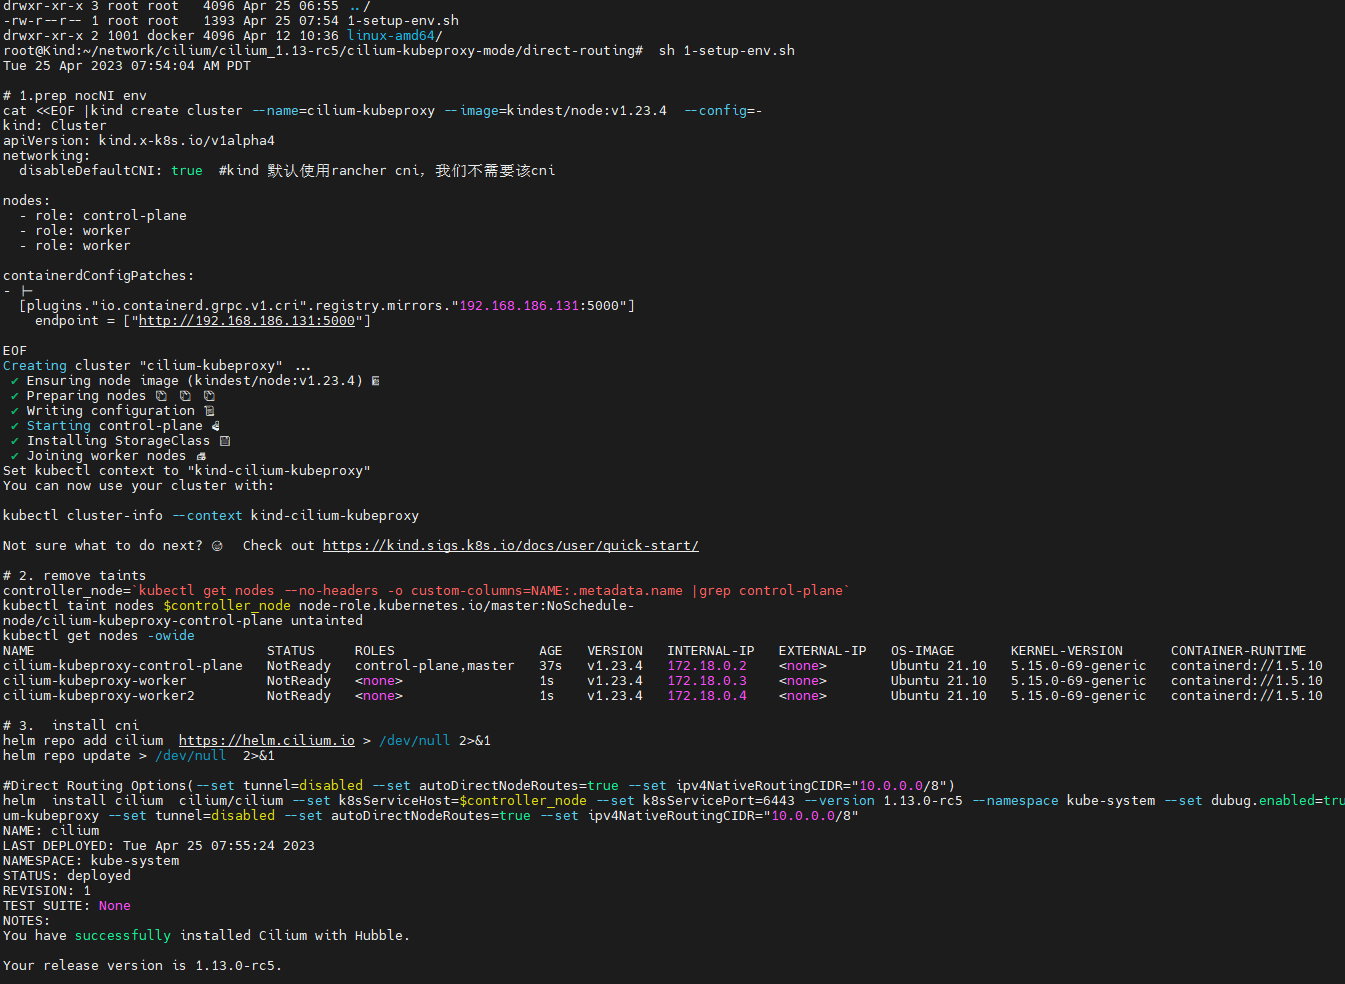 drwxr-xr-x 3 root root   4096 Apr 25 06:55 ../
-rw-r--r-- 1 root root   1393 Apr 25 07:54 1-setup-env.sh
drwxr-xr-x 2 1001 docker 4096 Apr 12 10:36 linux-amd64/
root@Kind:~/network/cilium/cilium_1.13-rc5/cilium-kubeproxy-mode/direct-routing#  sh 1-setup-env.sh
Tue 25 Apr 2023 07:54:04 AM PDT

# 1.prep nocNI env
cat <<EOF |kind create cluster --name=cilium-kubeproxy --image=kindest/node:v1.23.4  --config=-
kind: Cluster
apiVersion: kind.x-k8s.io/v1alpha4
networking:
  disableDefaultCNI: true  #kind 默认使用rancher cni，我们不需要该cni

nodes:
  - role: control-plane
  - role: worker
  - role: worker

containerdConfigPatches:
- |-
  [plugins."io.containerd.grpc.v1.cri".registry.mirrors."192.168.186.131:5000"]
    endpoint = ["http://192.168.186.131:5000"]

EOF
Creating cluster "cilium-kubeproxy" ...
 ✓ Ensuring node image (kindest/node:v1.23.4)
 ✓ Preparing nodes
 ✓ Writing configuration
 ✓ Starting control-plane
 ✓ Installing StorageClass
 ✓ Joining worker nodes
Set kubectl context to "kind-cilium-kubeproxy"
You can now use your cluster with:

kubectl cluster-info --context kind-cilium-kubeproxy

Not sure what to do next?   Check out https://kind.sigs.k8s.io/docs/user/quick-start/

# 2. remove taints
controller_node=`kubectl get nodes --no-headers -o custom-columns=NAME:.metadata.name |grep control-plane`
kubectl taint nodes $controller_node node-role.kubernetes.io/master:NoSchedule-
node/cilium-kubeproxy-control-plane untainted
kubectl get nodes -owide
NAME                             STATUS     ROLES                  AGE   VERSION   INTERNAL-IP   EXTERNAL-IP   OS-IMAGE       KERNEL-VERSION      CONTAINER-RUNTIME
cilium-kubeproxy-control-plane   NotReady   control-plane,master   37s   v1.23.4   172.18.0.2    <none>        Ubuntu 21.10   5.15.0-69-generic   containerd://1.5.10
cilium-kubeproxy-worker          NotReady   <none>                 1s    v1.23.4   172.18.0.3    <none>        Ubuntu 21.10   5.15.0-69-generic   containerd://1.5.10
cilium-kubeproxy-worker2         NotReady   <none>                 1s    v1.23.4   172.18.0.4    <none>        Ubuntu 21.10   5.15.0-69-generic   containerd://1.5.10

# 3.  install cni
helm repo add cilium  https://helm.cilium.io > /dev/null 2>&1
helm repo update > /dev/null  2>&1

#Direct Routing Options(--set tunnel=disabled --set autoDirectNodeRoutes=true --set ipv4NativeRoutingCIDR="10.0.0.0/8")
helm  install cilium  cilium/cilium --set k8sServiceHost=$controller_node --set k8sServicePort=6443 --version 1.13.0-rc5 --namespace kube-system --set dubug.enabled=tru
um-kubeproxy --set tunnel=disabled --set autoDirectNodeRoutes=true --set ipv4NativeRoutingCIDR="10.0.0.0/8"
NAME: cilium
LAST DEPLOYED: Tue Apr 25 07:55:24 2023
NAMESPACE: kube-system
STATUS: deployed
REVISION: 1
TEST SUITE: None
NOTES:
You have successfully installed Cilium with Hubble.

Your release version is 1.13.0-rc5.